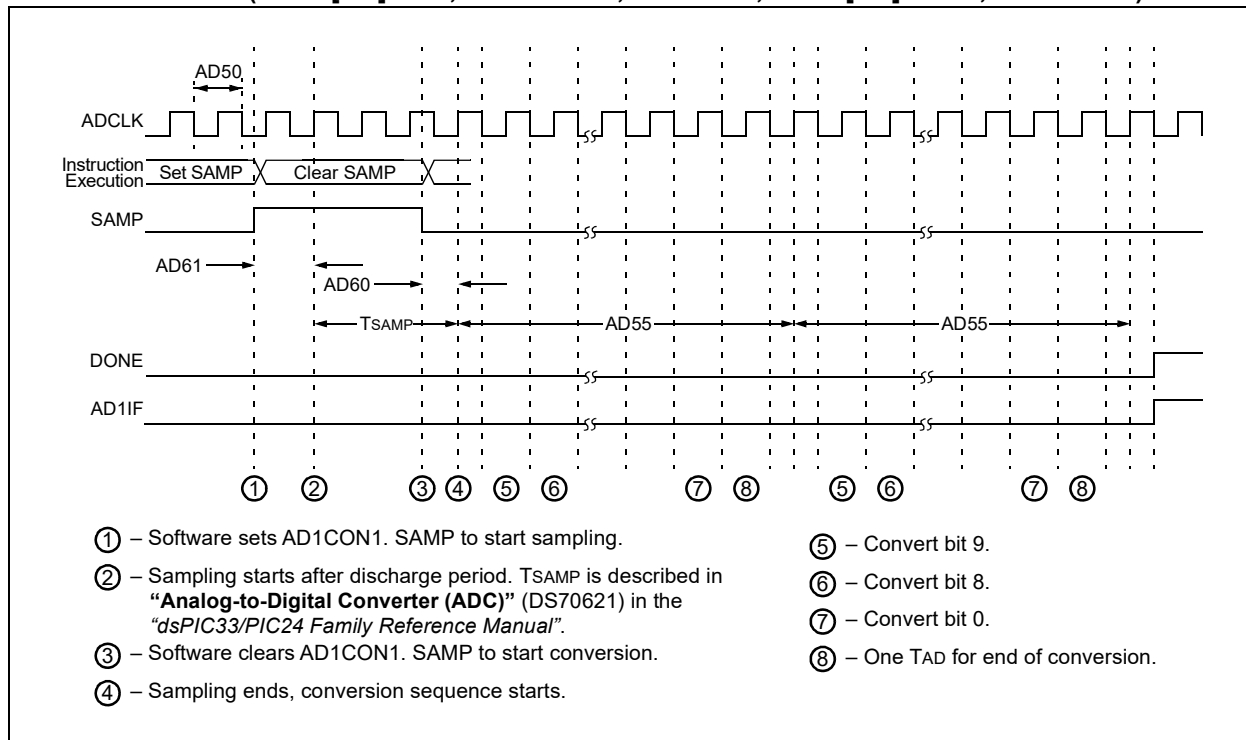 AD50
ADCLK
Instruction
Execution
Set SAMP
Clear SAMP
SAMP
AD61
AD60
TSAMP
AD55
AD55
DONE
AD1IF
1 2 3 4 5 6 7 8 5 6 7 8
1 – Software sets AD1CON1. SAMP to start sampling.
2 – Sampling starts after discharge period. TSAMP is described in
“Analog-to-Digital Converter (ADC)” (DS70621) in the
“dsPIC33/PIC24 Family Reference Manual”.
3 – Software clears AD1CON1. SAMP to start conversion.
4 – Sampling ends, conversion sequence starts.
5 – Convert bit 9.
6 – Convert bit 8.
7 – Convert bit 0.
8 – One TAD for end of conversion.